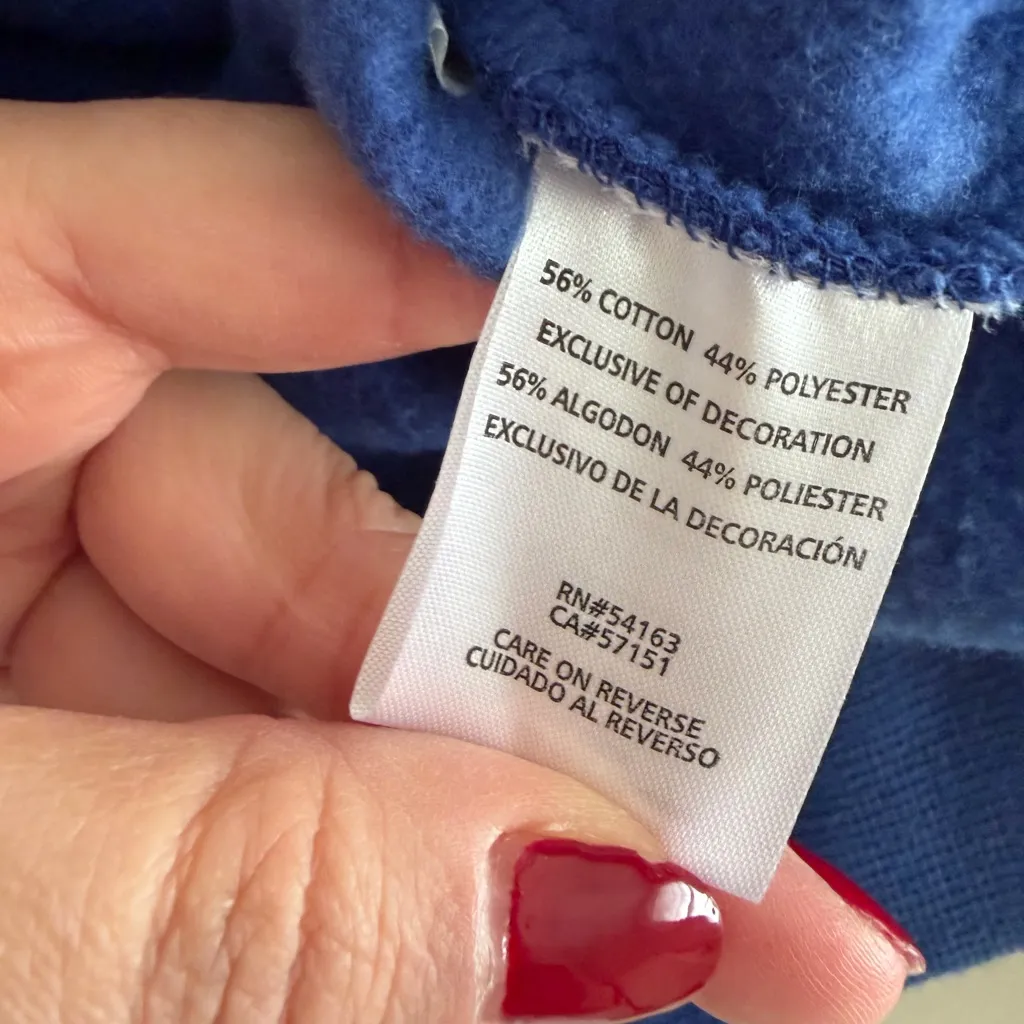 56% COTTON 44% POLYESTER
EXCLUSIVE OF DECORATION
56% ALGODON 44% POLIESTER
EXCLUSIVO DE LA DECORACIÓN
RN#54163
CA#57151
CARE ON REVERSE
CUIDADO AL REVERSO